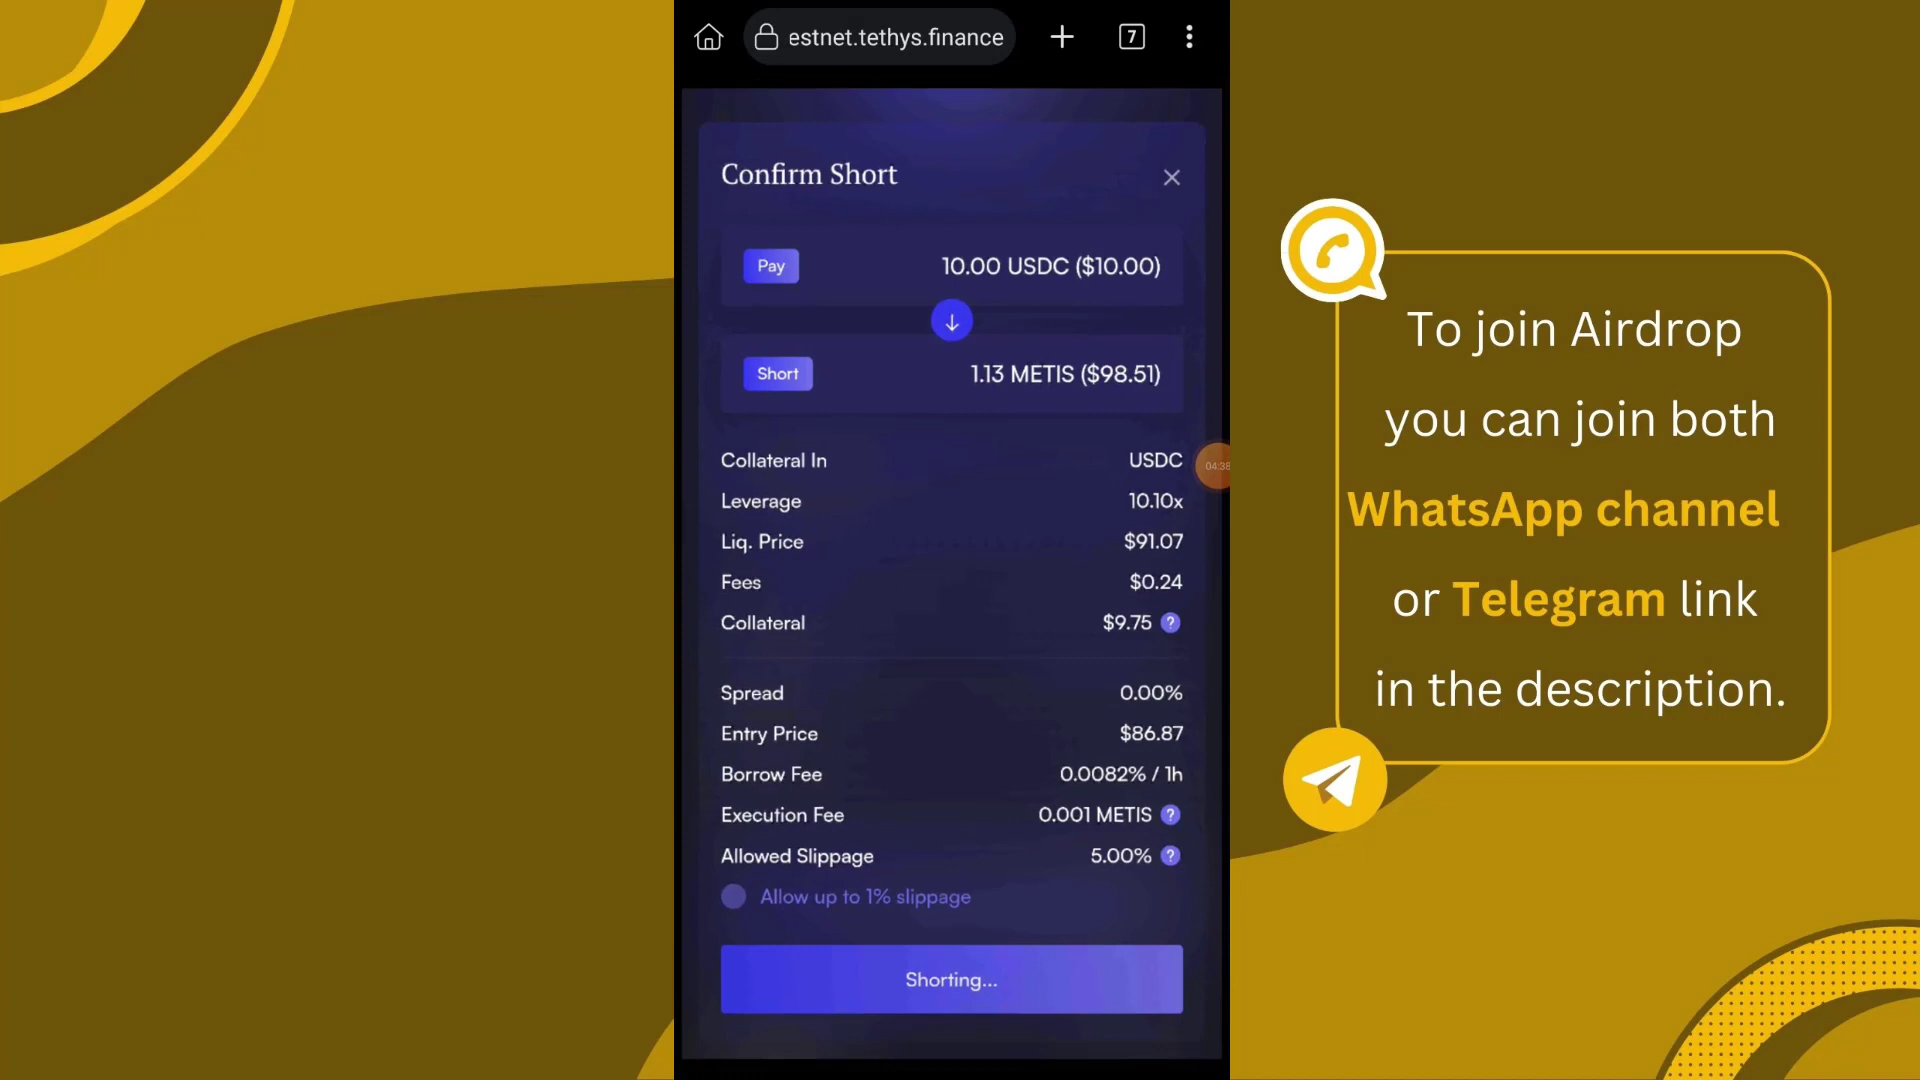 estnet.tethys.finance
7
Confirm Short
Pay
10.00 USDC ($10.00)
Short
1.13 METIS ($98.51)
Collateral In USDC
Leverage 10.10x
Liq. Price $91.07
Fees $0.24
Collateral $9.75 ?
Spread 0.00%
Entry Price $86.87
Borrow Fee 0.0082% / 1h
Execution Fee 0.001 METIS ?
Allowed Slippage 5.00% ?
Allow up to 1% slippage
Shorting...
04:38
To join Airdrop
you can join both
WhatsApp channel
or Telegram link
in the description.